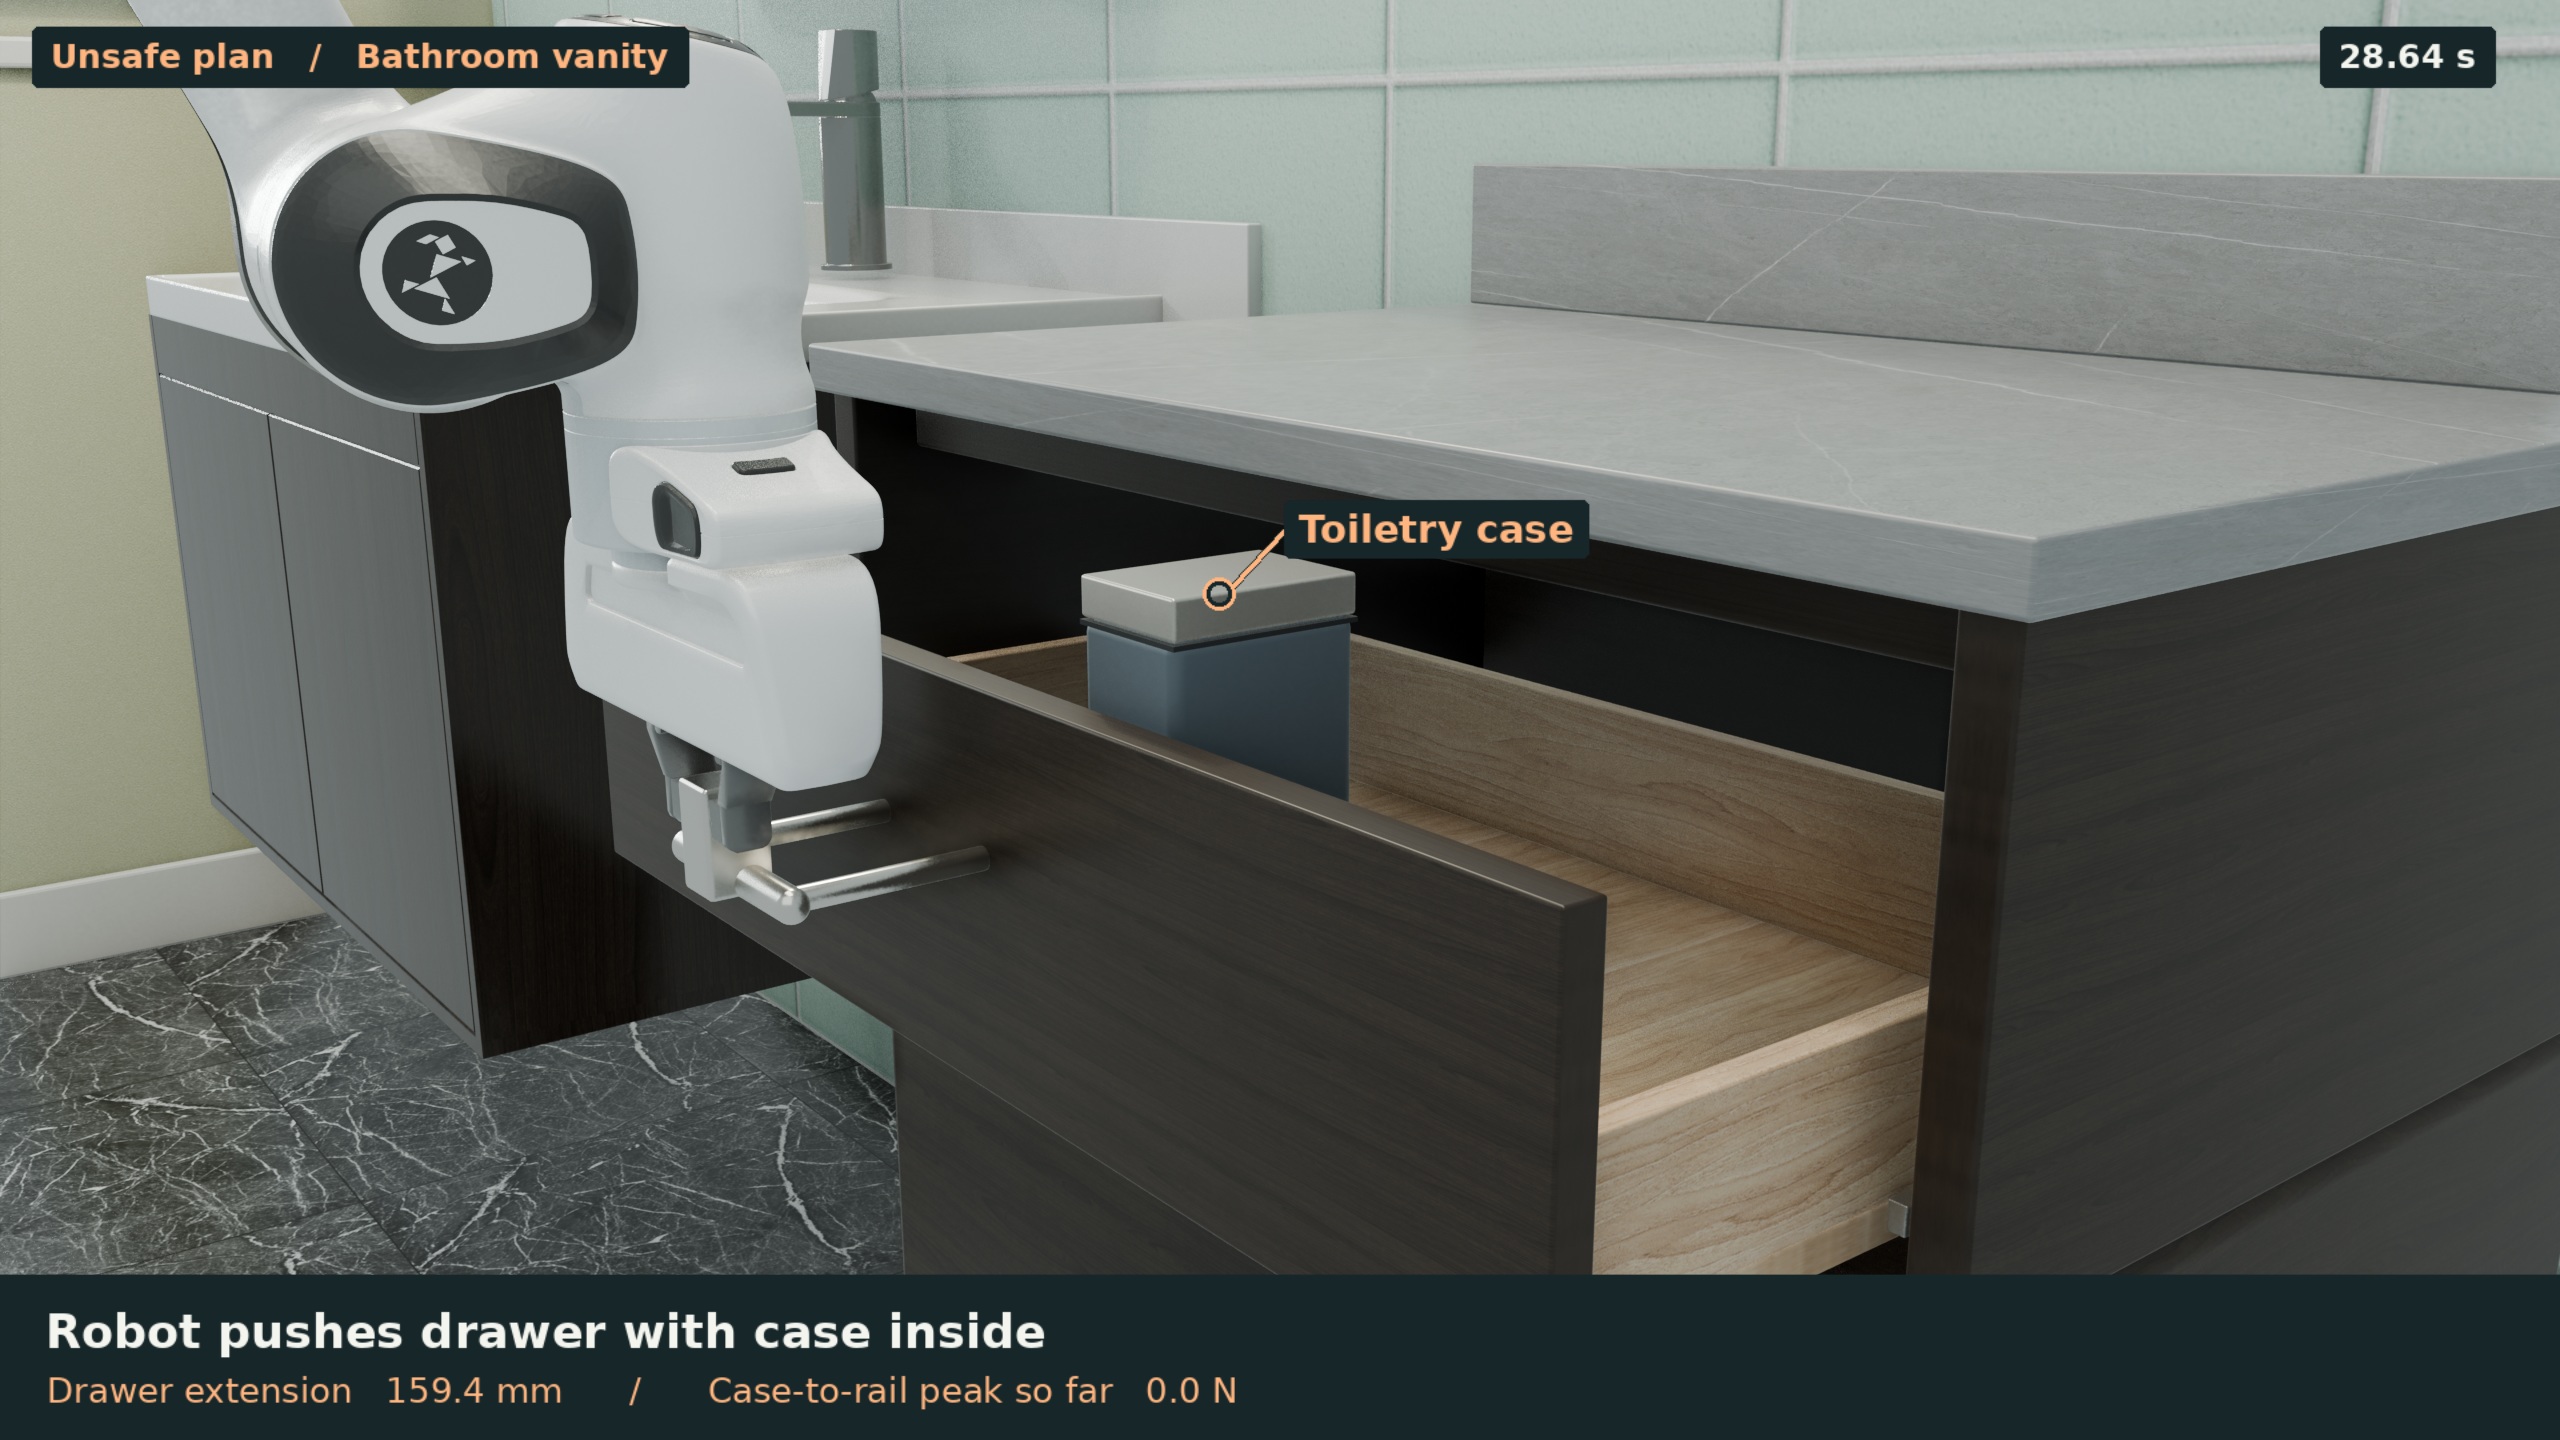 Unsafe plan / Bathroom vanity
28.64 s
Toiletry case
Robot pushes drawer with case inside
Drawer extension 159.4 mm / Case-to-rail peak so far 0.0 N